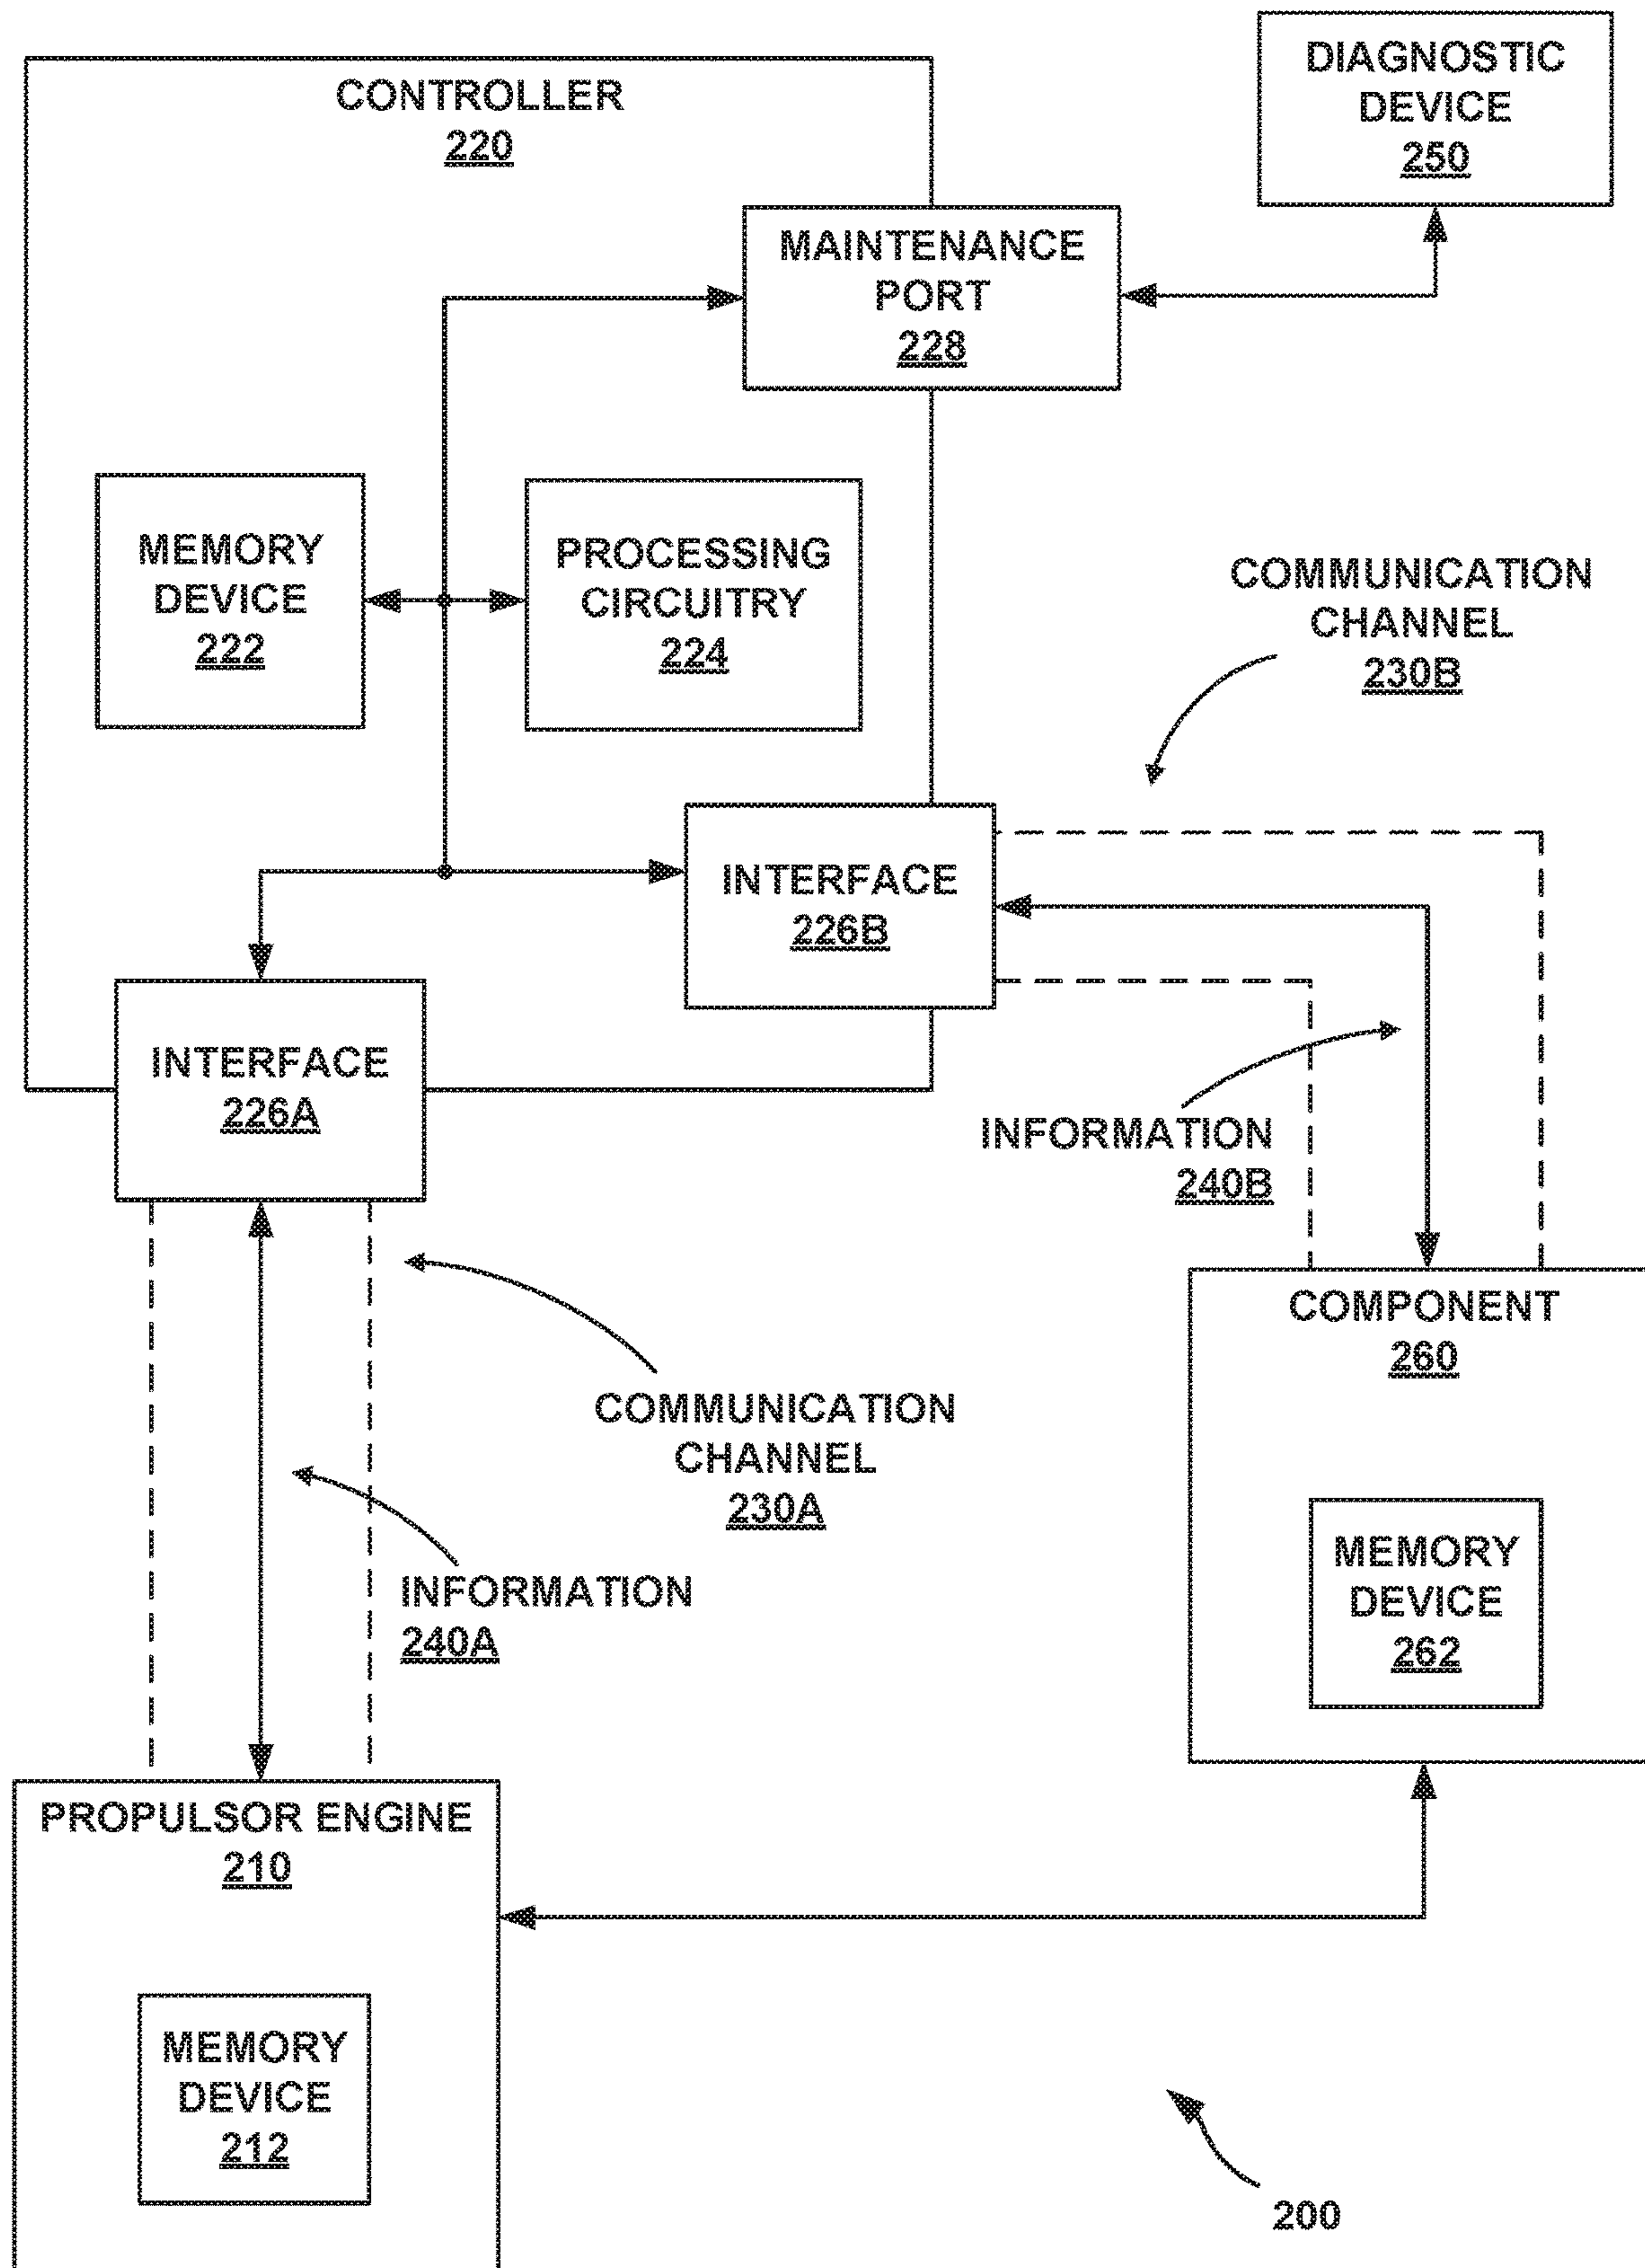 CONTROLLER
220
DIAGNOSTIC
DEVICE
250
MAINTENANCE
PORT
228
MEMORY
DEVICE
222
PROCESSING
CIRCUITRY
224
COMMUNICATION
CHANNEL
230B
INTERFACE
226B
INTERFACE
226A
INFORMATION
240B
COMPONENT
260
COMMUNICATION
CHANNEL
230A
INFORMATION
240A
MEMORY
DEVICE
262
PROPULSOR ENGINE
210
MEMORY
DEVICE
212
200